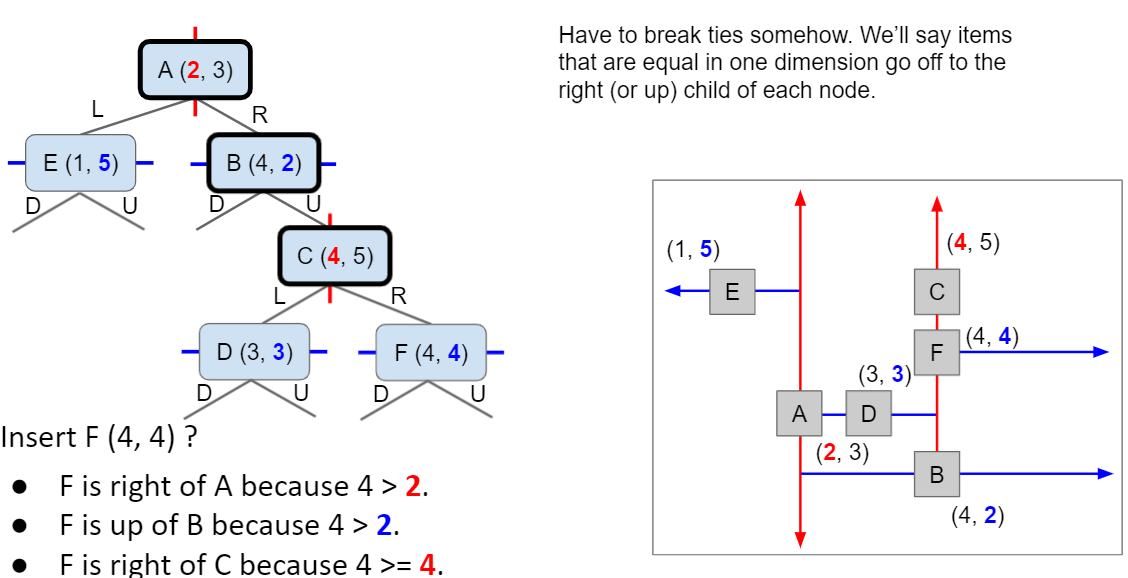 Have to break ties somehow. We'll say items
that are equal in one dimension go off to the
right (or up) child of each node.
A (2, 3)
L
R
E (1, 5)
B (4, 2)
D
U
D
U
C (4, 5)
L
R
D (3, 3)
F (4, 4)
D
U
D
U
Insert F (4, 4) ?
● F is right of A because 4 > 2.
● F is up of B because 4 > 2.
● F is right of C because 4 >= 4.
(1, 5)
(4, 5)
E
C
F
(4, 4)
(3, 3)
A
D
(2, 3)
B
(4, 2)